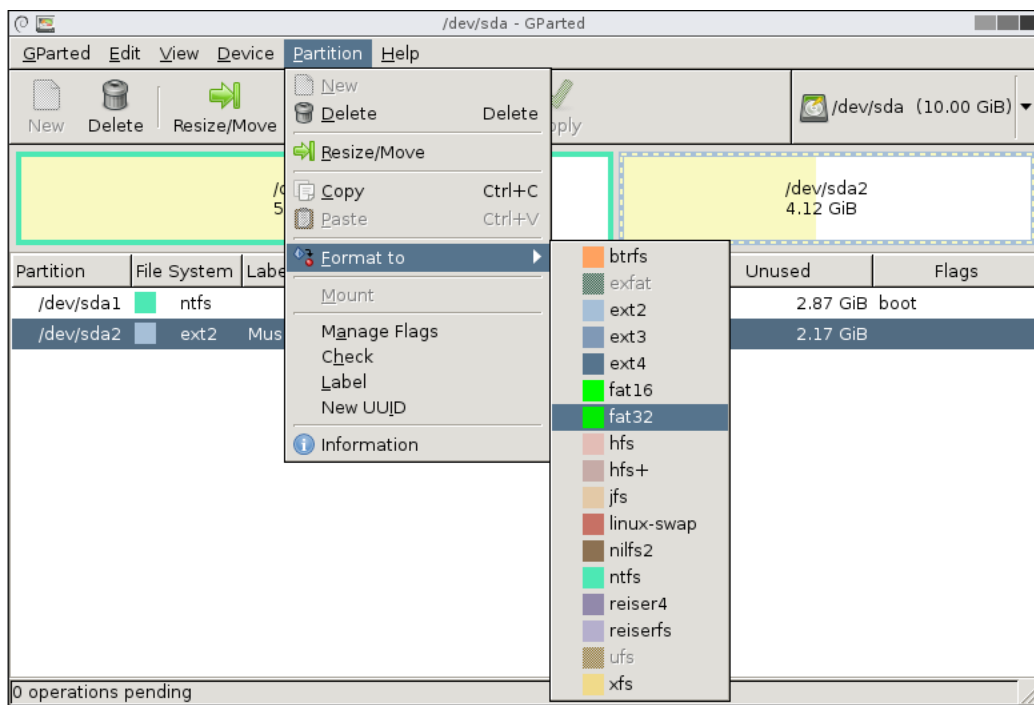 /dev/sda - GParted
GParted Edit View Device Partition Help
New Delete Resize/Move
/dev/sda (10.00 GiB)
New
Delete Delete
Resize/Move
Copy Ctrl+C
Paste Ctrl+V
Format to
Mount
Manage Flags
Check
Label
New UUID
Information
/dev/sda2
4.12 GiB
Partition File System Unused Flags
/dev/sda1 ntfs 2.87 GiB boot
/dev/sda2 ext2 Mus 2.17 GiB
btrfs
exfat
ext2
ext3
ext4
fat16
fat32
hfs
hfs+
jfs
linux-swap
nilfs2
ntfs
reiser4
reiserfs
ufs
xfs
0 operations pending